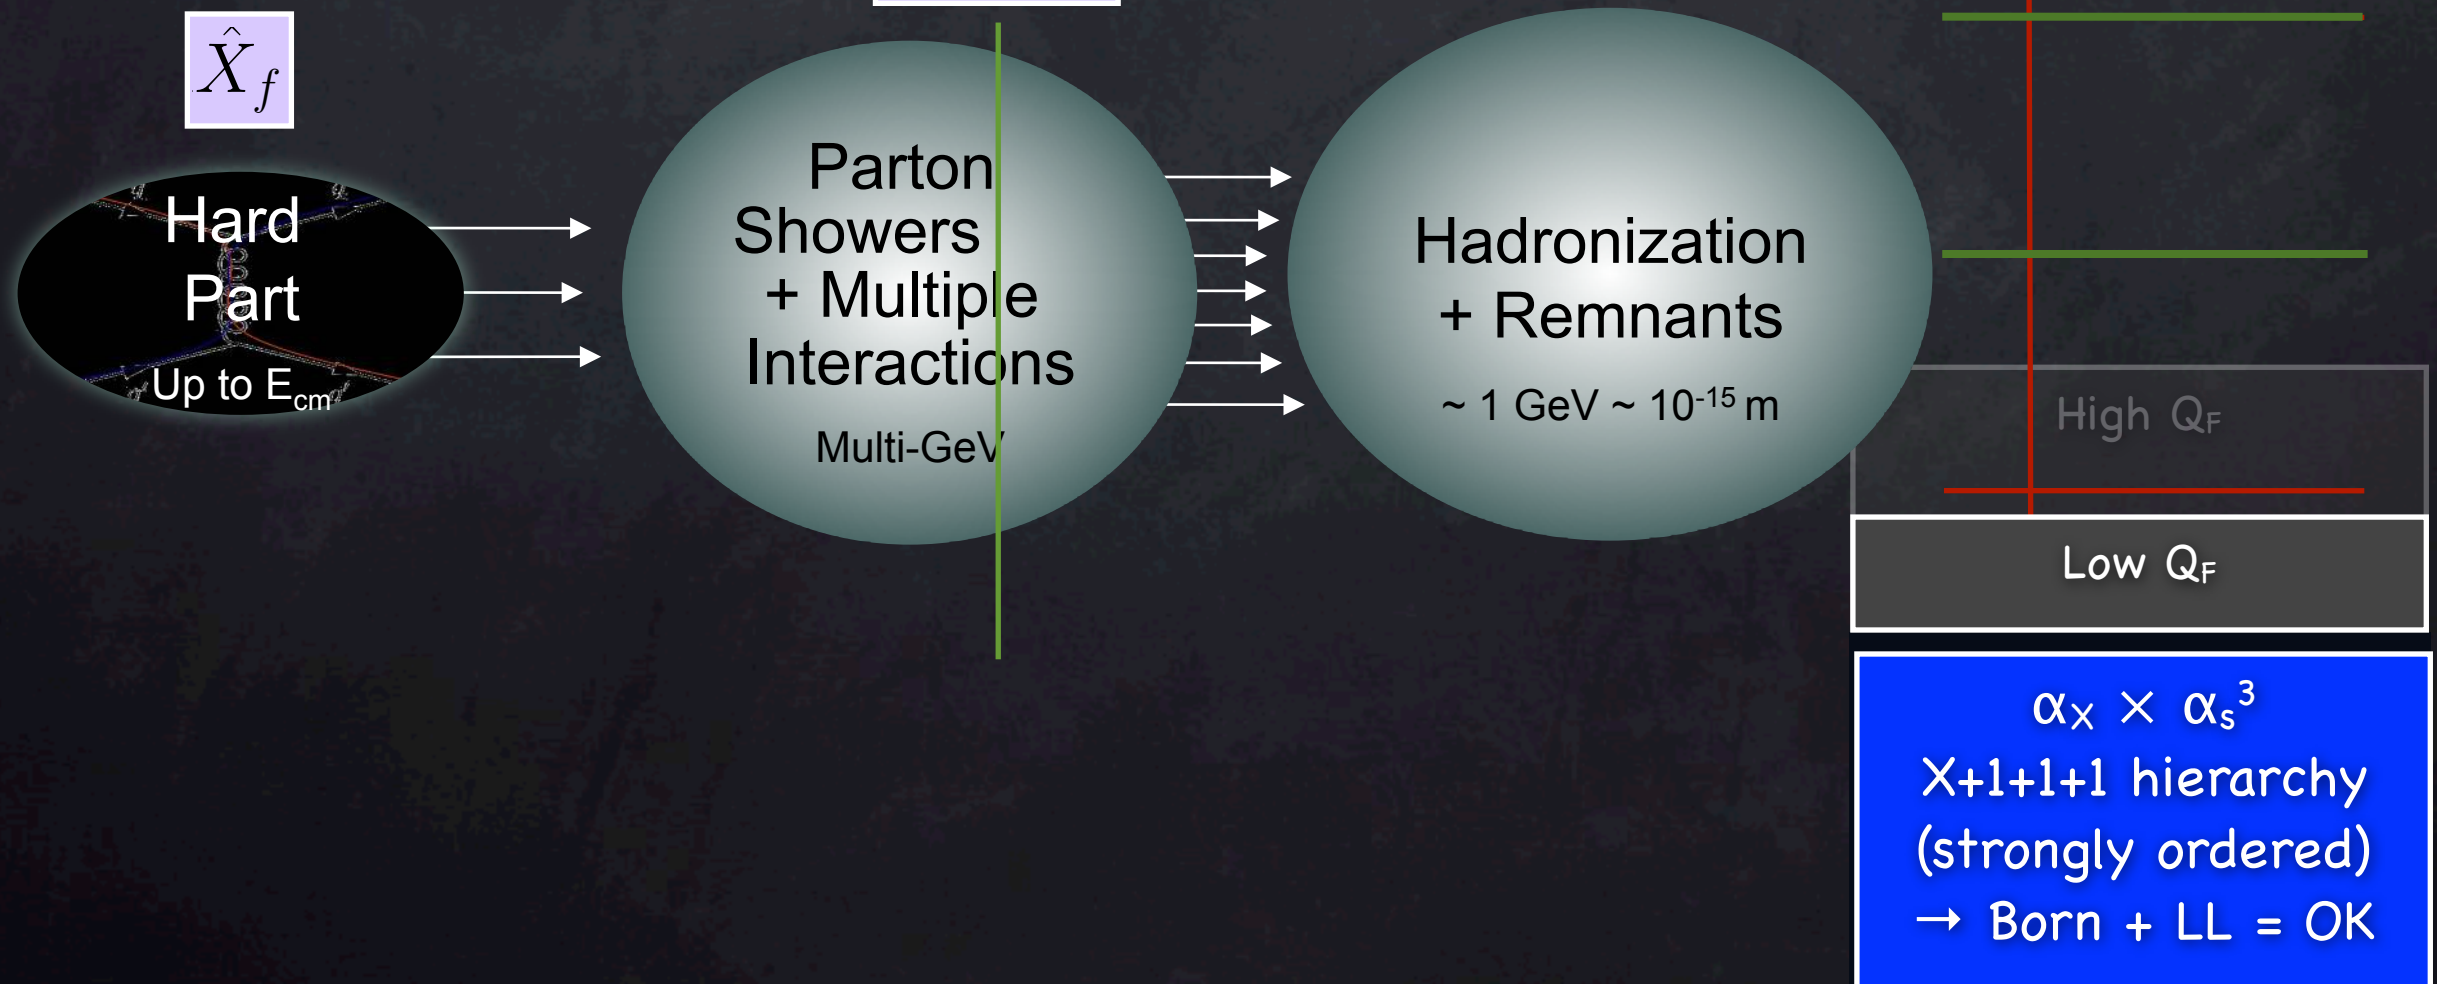 X̂f
Hard
Part
Up to Ecm
Parton
Showers
+ Multiple
Interactions
Multi-GeV
Hadronization
+ Remnants
~ 1 GeV ~ 10⁻¹⁵ m
High QF
Low QF
αX × αs³
X+1+1+1 hierarchy
(strongly ordered)
→ Born + LL = OK